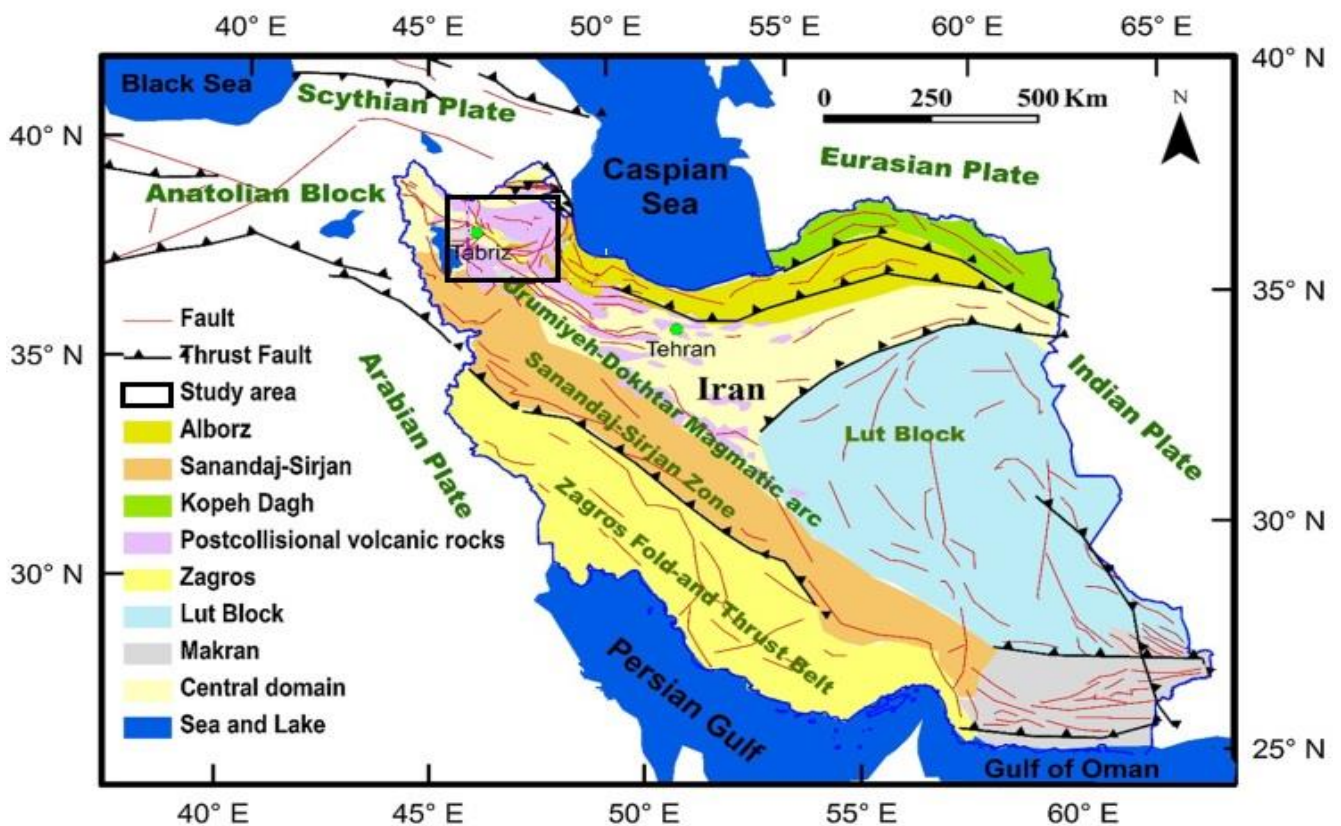 40° E 45° E 50° E 55° E 60° E 65° E
40° N
Black Sea
Scythian Plate
0 250 500 Km
N
40° N
Caspian
Sea
Eurasian Plate
Anatolian Block
Tabriz
35° N
Fault
Thrust Fault
Study area
Alborz
Sanandaj-Sirjan
Kopeh Dagh
Postcollisional volcanic rocks
Zagros
Lut Block
Makran
Central domain
Sea and Lake
35° N
30° N
Arabian Plate
Urumiyeh-Dokhtar Magmatic arc
Sanandaj-Sirjan Zone
Zagros Fold-and Thrust Belt
Tehran
Iran
Lut Block
Indian Plate
30° N
Persian Gulf
Gulf of Oman
25° N
40° E 45° E 50° E 55° E 60° E